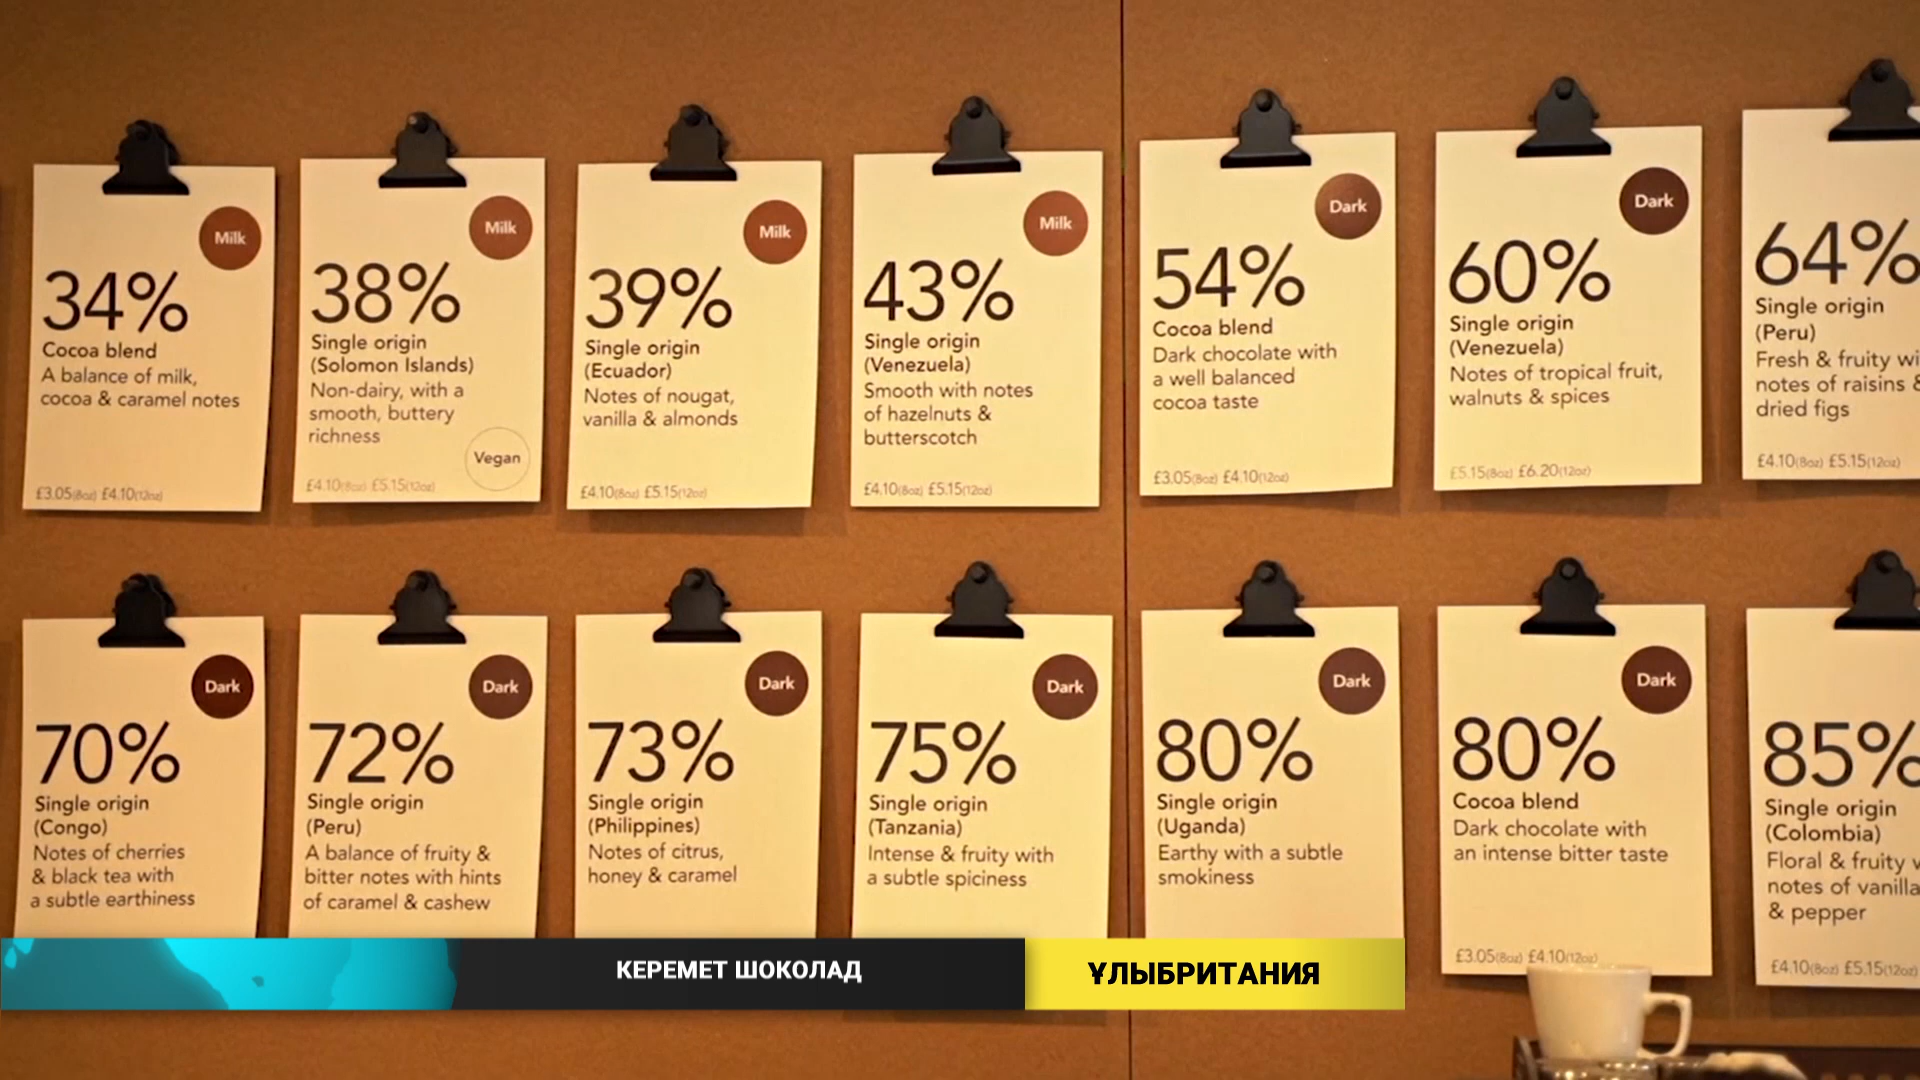 Milk
34%
Cocoa blend
A balance of milk,
cocoa & caramel notes
£3.05(8oz) £4.10(12oz)
Milk
38%
Single origin
(Solomon Islands)
Non-dairy, with a
smooth, buttery
richness
Vegan
£4.10(8oz) £5.15(12oz)
Milk
39%
Single origin
(Ecuador)
Notes of nougat,
vanilla & almonds
£4.10(8oz) £5.15(12oz)
Milk
43%
Single origin
(Venezuela)
Smooth with notes
of hazelnuts &
butterscotch
£4.10(8oz) £5.15(12oz)
Dark
54%
Cocoa blend
Dark chocolate with
a well balanced
cocoa taste
£3.05(8oz) £4.10(12oz)
Dark
60%
Single origin
(Venezuela)
Notes of tropical fruit,
walnuts & spices
£5.15(8oz) £6.20(12oz)
64%
Single origin
(Peru)
Fresh & fruity wi
notes of raisins &
dried figs
£4.10(8oz) £5.15(12oz)
Dark
70%
Single origin
(Congo)
Notes of cherries
& black tea with
a subtle earthiness
Dark
72%
Single origin
(Peru)
A balance of fruity &
bitter notes with hints
of caramel & cashew
Dark
73%
Single origin
(Philippines)
Notes of citrus,
honey & caramel
Dark
75%
Single origin
(Tanzania)
Intense & fruity with
a subtle spiciness
Dark
80%
Single origin
(Uganda)
Earthy with a subtle
smokiness
Dark
80%
Cocoa blend
Dark chocolate with
an intense bitter taste
£3.05(8oz) £4.10(12oz)
85%
Single origin
(Colombia)
Floral & fruity w
notes of vanilla
& pepper
£4.10(8oz) £5.15(12oz)
КЕРЕМЕТ ШОКОЛАД
ҰЛЫБРИТАНИЯ